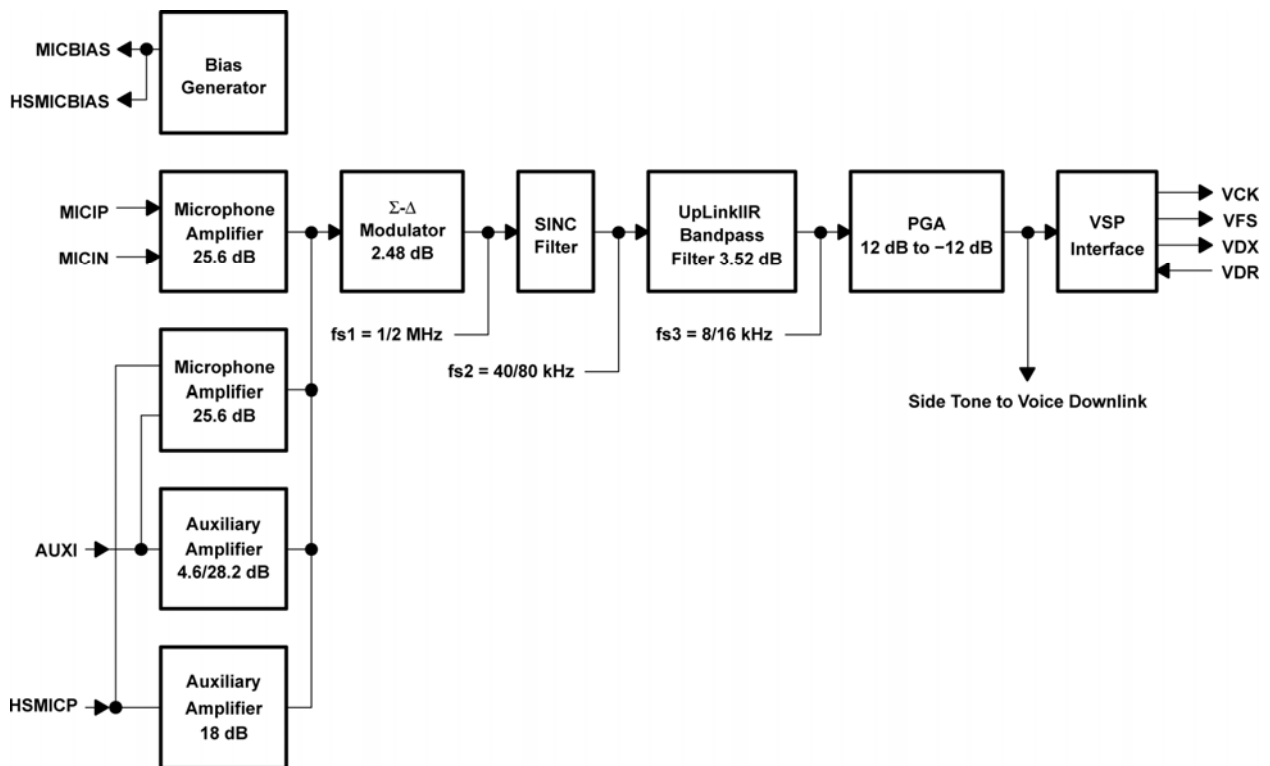 MICBIAS
HSMICBIAS
Bias
Generator
MICIP
MICIN
Microphone
Amplifier
25.6 dB
Σ-Δ
Modulator
2.48 dB
SINC
Filter
UpLinkIIR
Bandpass
Filter 3.52 dB
PGA
12 dB to −12 dB
VSP
Interface
VCK
VFS
VDX
VDR
fs1 = 1/2 MHz
fs2 = 40/80 kHz
fs3 = 8/16 kHz
Side Tone to Voice Downlink
Microphone
Amplifier
25.6 dB
AUXI
Auxiliary
Amplifier
4.6/28.2 dB
HSMICP
Auxiliary
Amplifier
18 dB